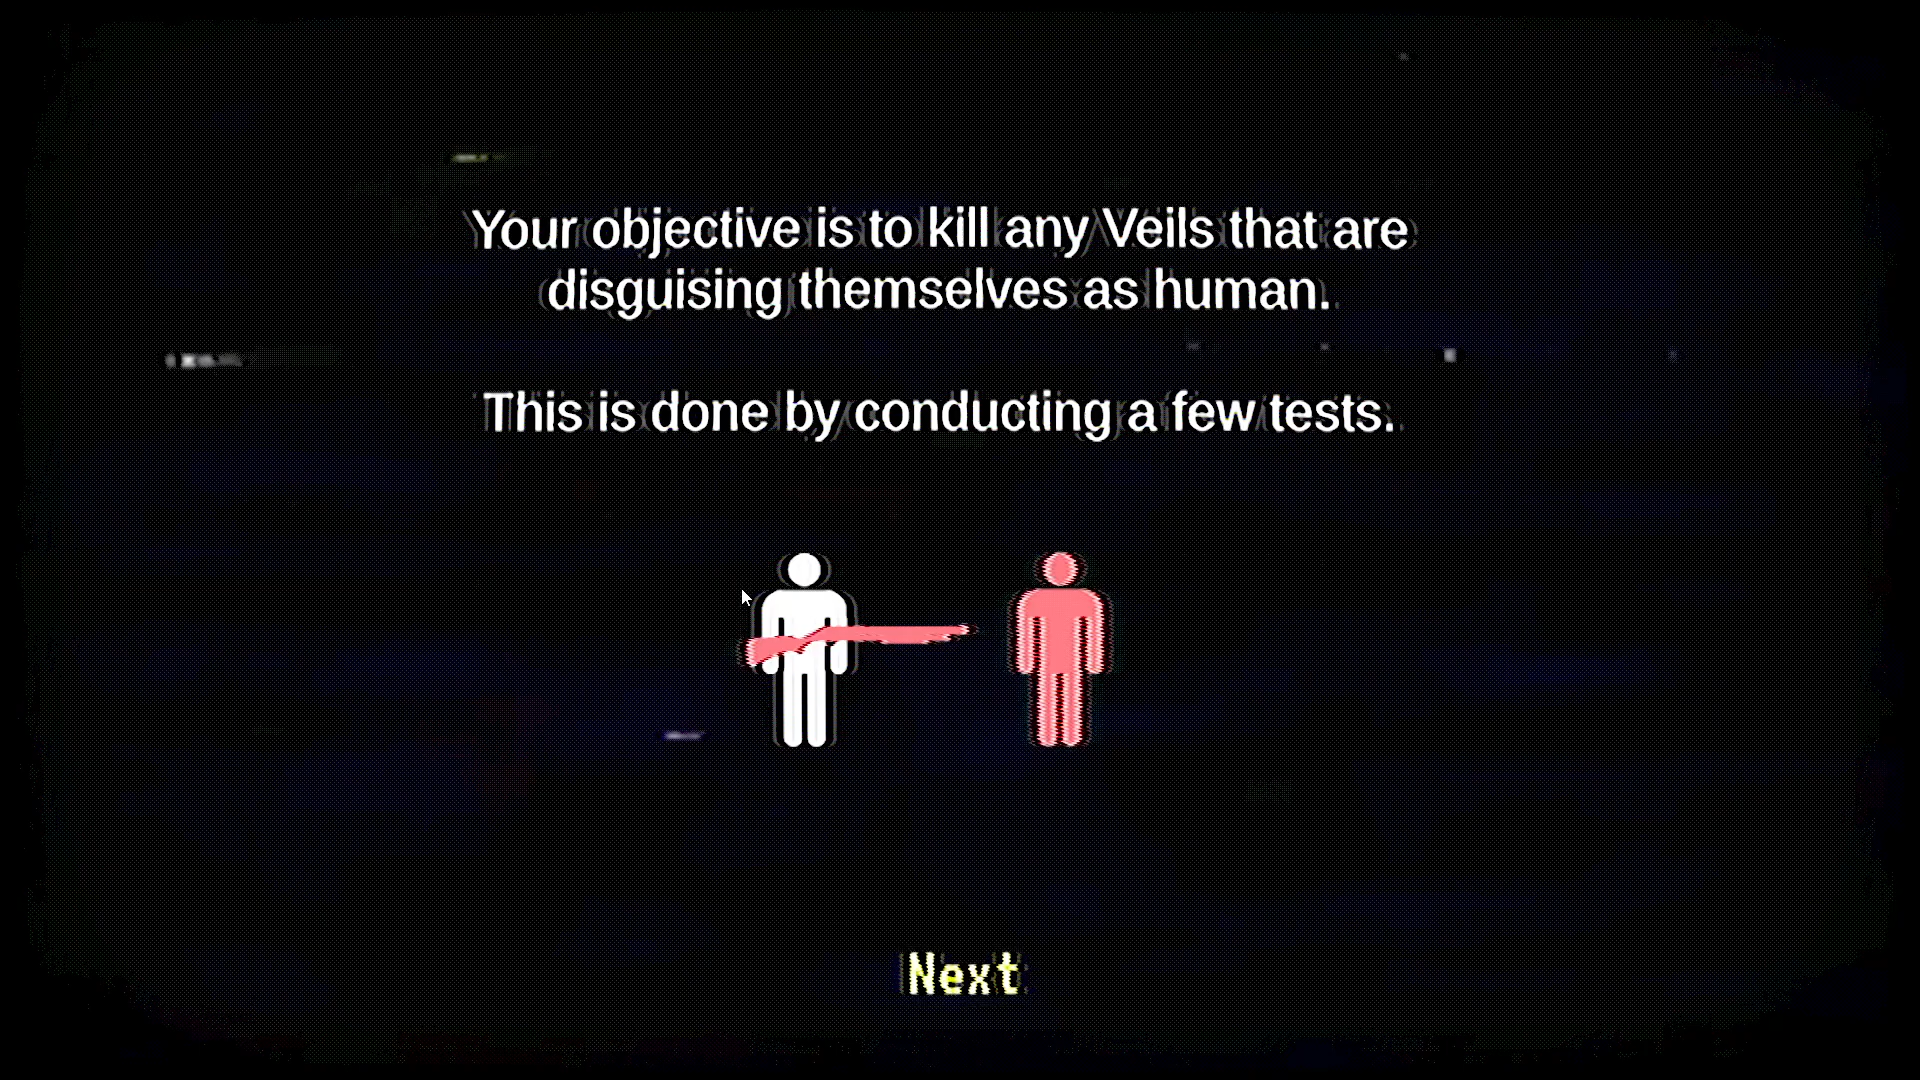 Your objective is to kill any Veils that are
disguising themselves as human.
This is done by conducting a few tests.
Next